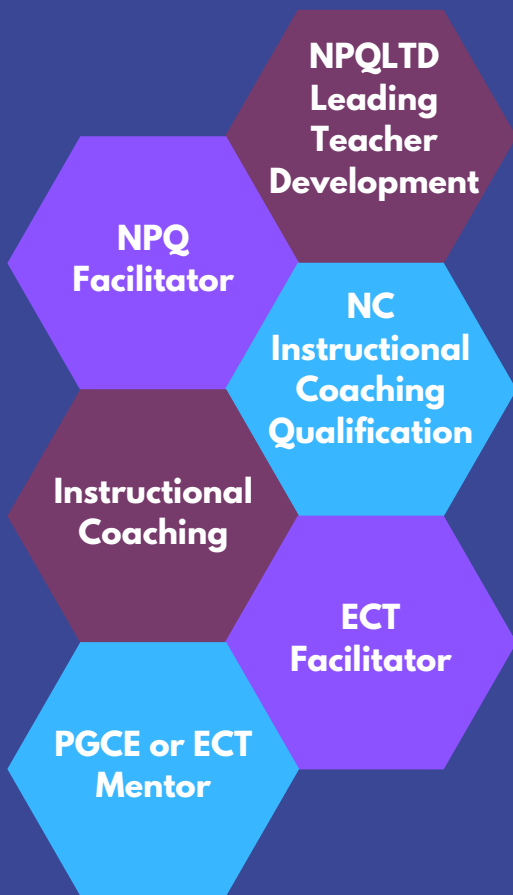 NPQLTD
Leading
Teacher
Development
NPQ
Facilitator
NC
Instructional
Coaching
Qualification
Instructional
Coaching
ECT
Facilitator
PGCE or ECT
Mentor